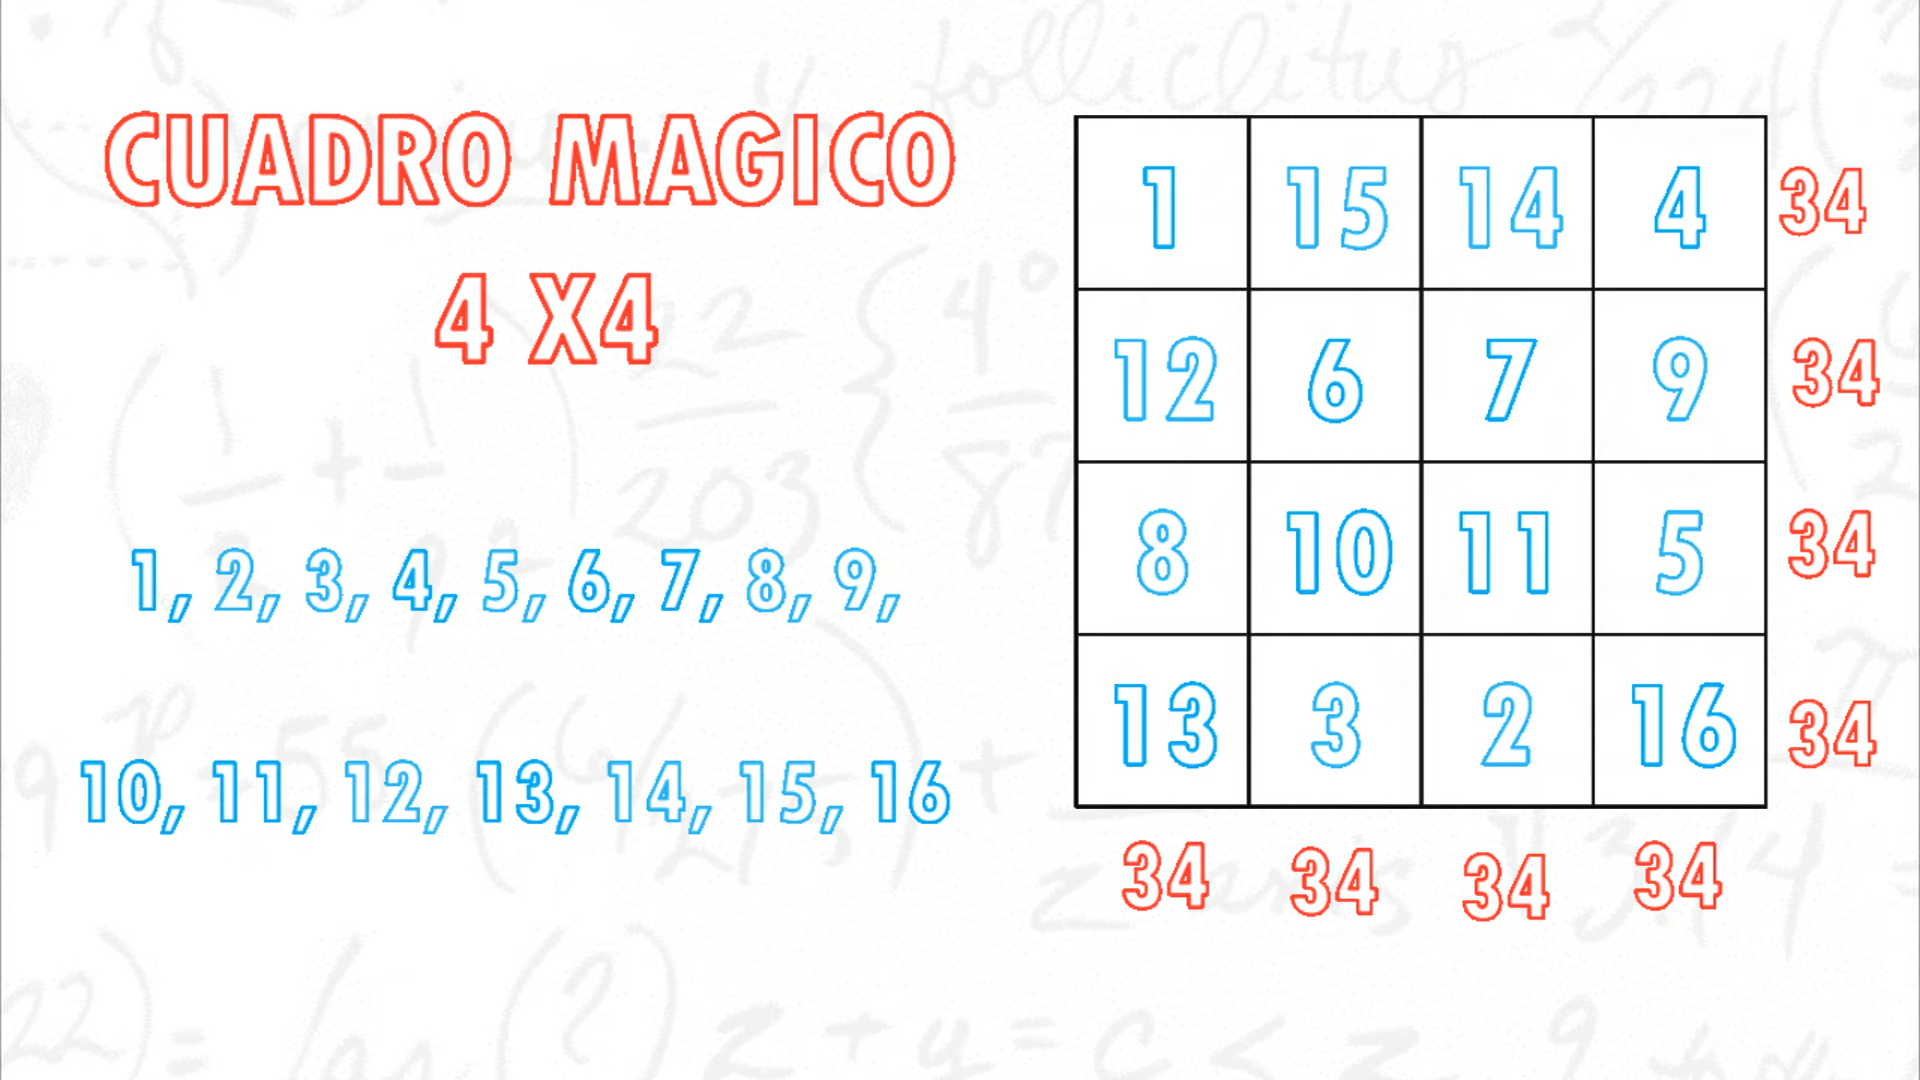 CUADRO MAGICO
4 X4
1, 2, 3, 4, 5, 6, 7, 8, 9,
10, 11, 12, 13, 14, 15, 16
1 15 14 4 34
12 6 7 9 34
8 10 11 5 34
13 3 2 16 34
34 34 34 34